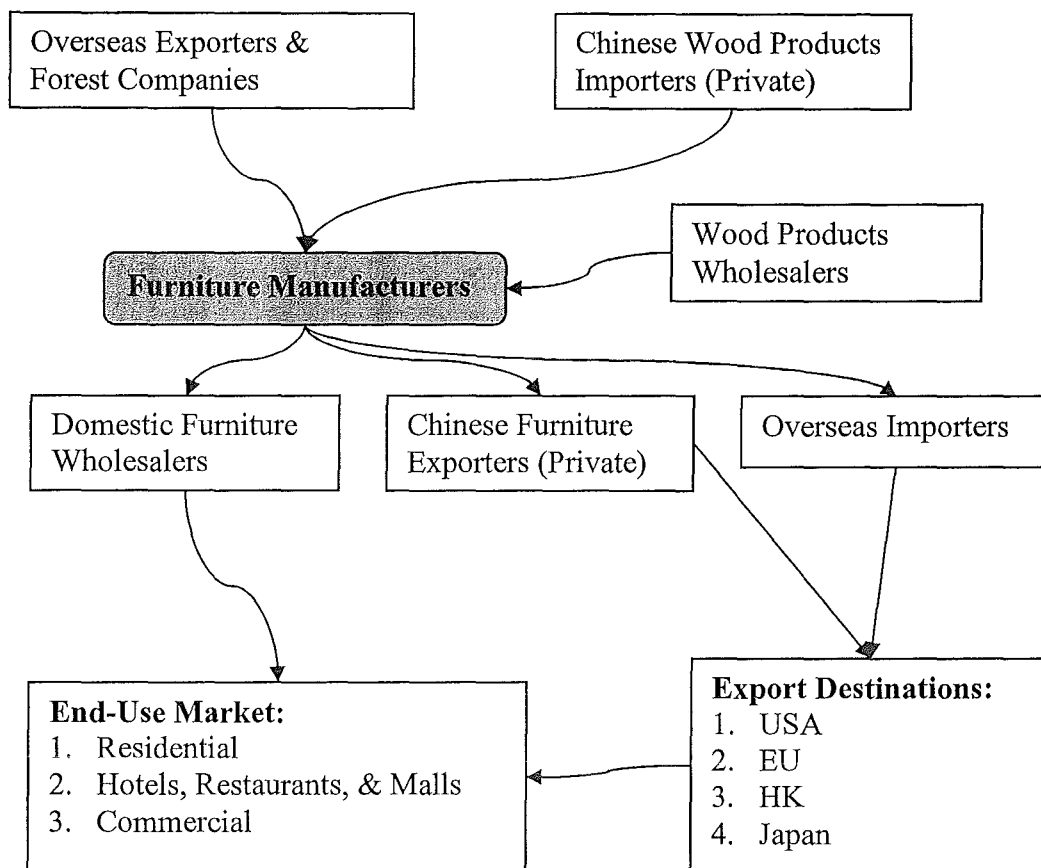 Overseas Exporters &
Forest Companies
Chinese Wood Products
Importers (Private)
Wood Products
Wholesalers
Furniture Manufacturers
Domestic Furniture
Wholesalers
Chinese Furniture
Exporters (Private)
Overseas Importers
End-Use Market:
1. Residential
2. Hotels, Restaurants, & Malls
3. Commercial
Export Destinations:
1. USA
2. EU
3. HK
4. Japan